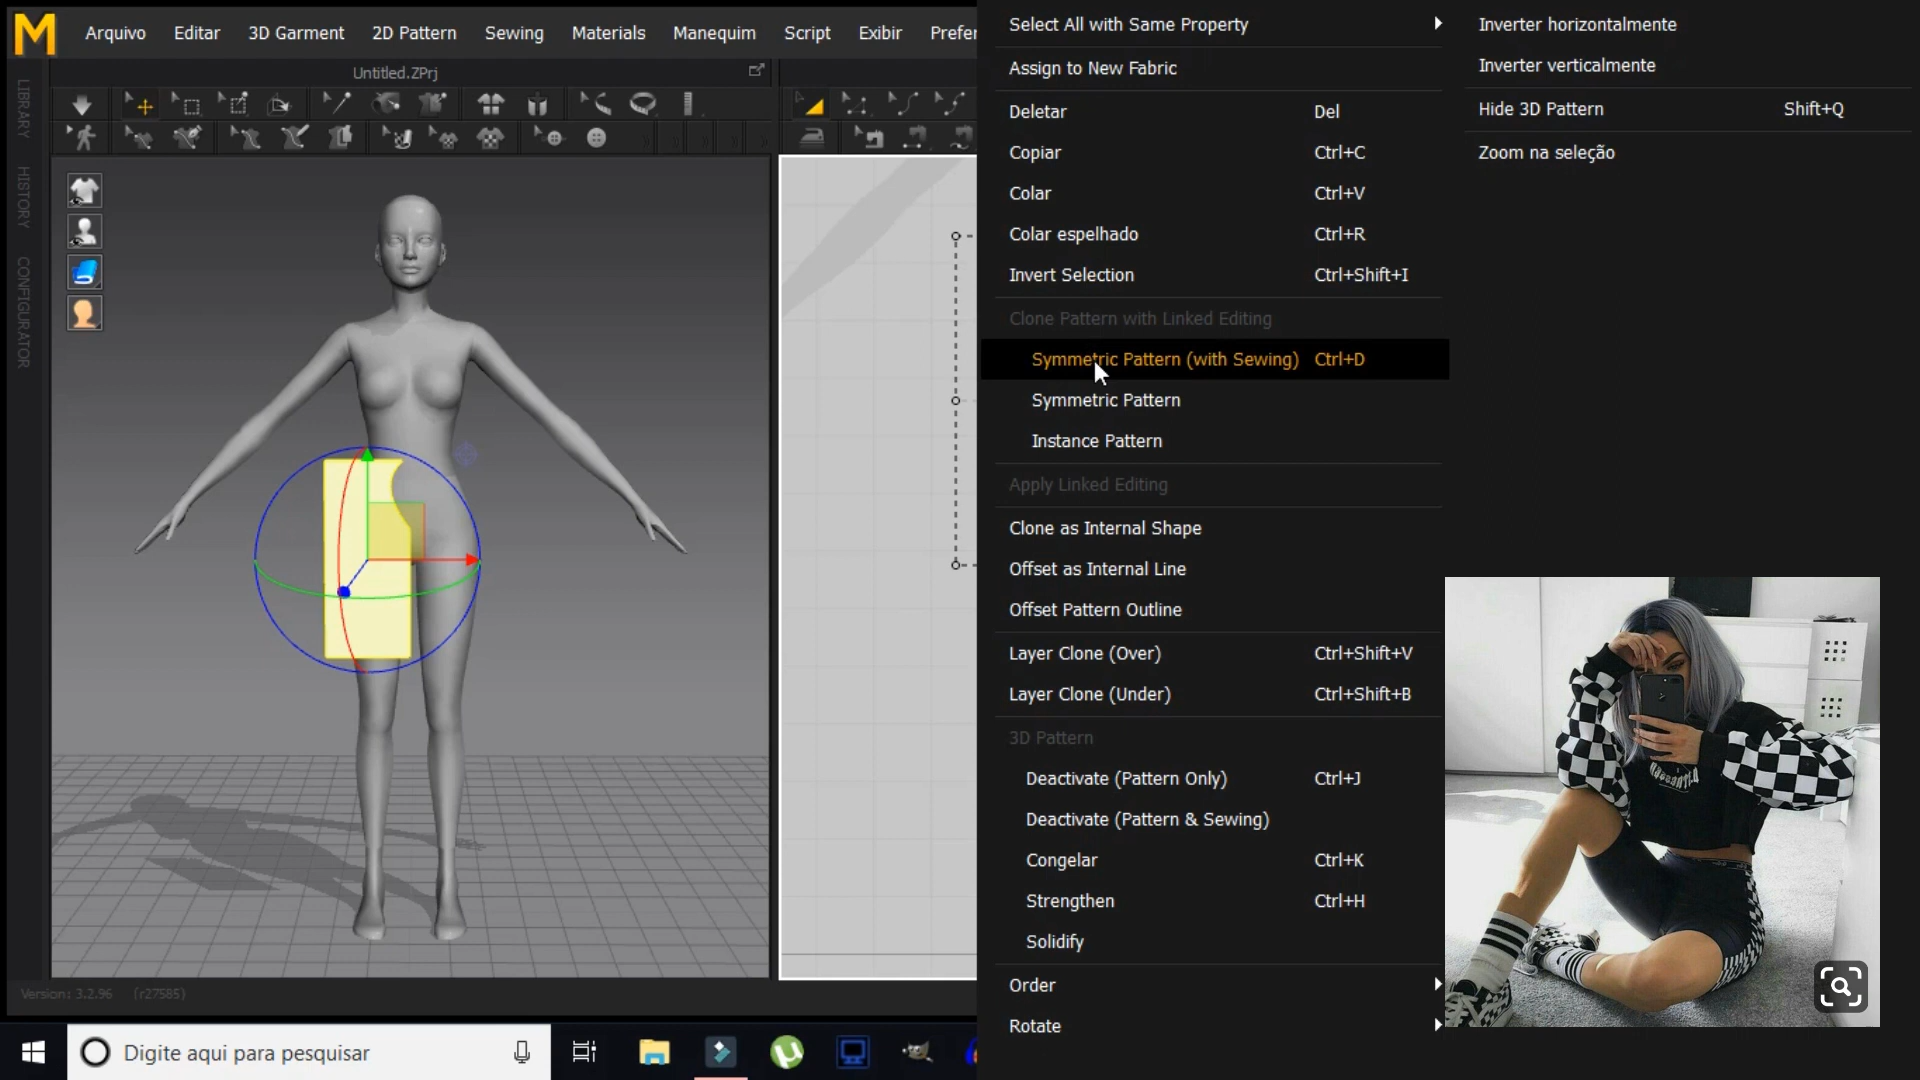 M
Arquivo Editar 3D Garment 2D Pattern Sewing Materials Manequim Script Exibir Prefer
Untitled.ZPrj
LIBRARY
HISTORY
CONFIGURATOR
Select All with Same Property
Assign to New Fabric
Deletar Del
Copiar Ctrl+C
Colar Ctrl+V
Colar espelhado Ctrl+R
Invert Selection Ctrl+Shift+I
Clone Pattern with Linked Editing
Symmetric Pattern (with Sewing) Ctrl+D
Symmetric Pattern
Instance Pattern
Apply Linked Editing
Clone as Internal Shape
Offset as Internal Line
Offset Pattern Outline
Layer Clone (Over) Ctrl+Shift+V
Layer Clone (Under) Ctrl+Shift+B
3D Pattern
Deactivate (Pattern Only) Ctrl+J
Deactivate (Pattern & Sewing)
Congelar Ctrl+K
Strengthen Ctrl+H
Solidify
Order
Rotate
Inverter horizontalmente
Inverter verticalmente
Hide 3D Pattern Shift+Q
Zoom na seleção
Version: 3.2.96 (r27585)
Digite aqui para pesquisar